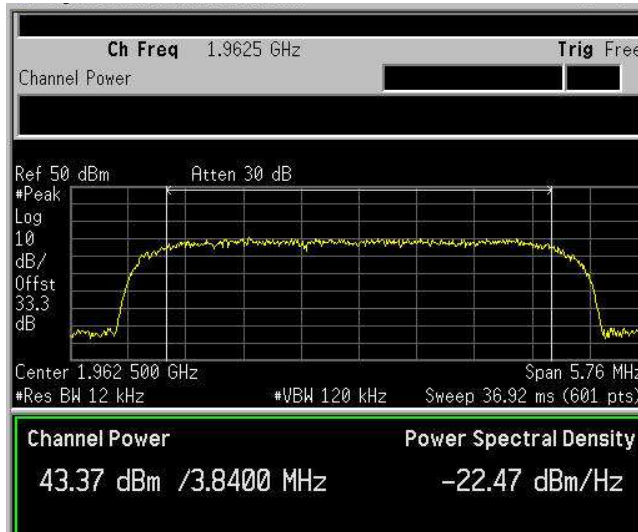 Ch Freq 1.9625 GHz Trig Free
Channel Power
Ref 50 dBm Atten 30 dB
#Peak
Log
10
dB/
Offst
33.3
dB
Center 1.962 500 GHz Span 5.76 MHz
#Res BW 12 kHz #VBW 120 kHz Sweep 36.92 ms (601 pts)
Channel Power Power Spectral Density
43.37 dBm /3.8400 MHz -22.47 dBm/Hz